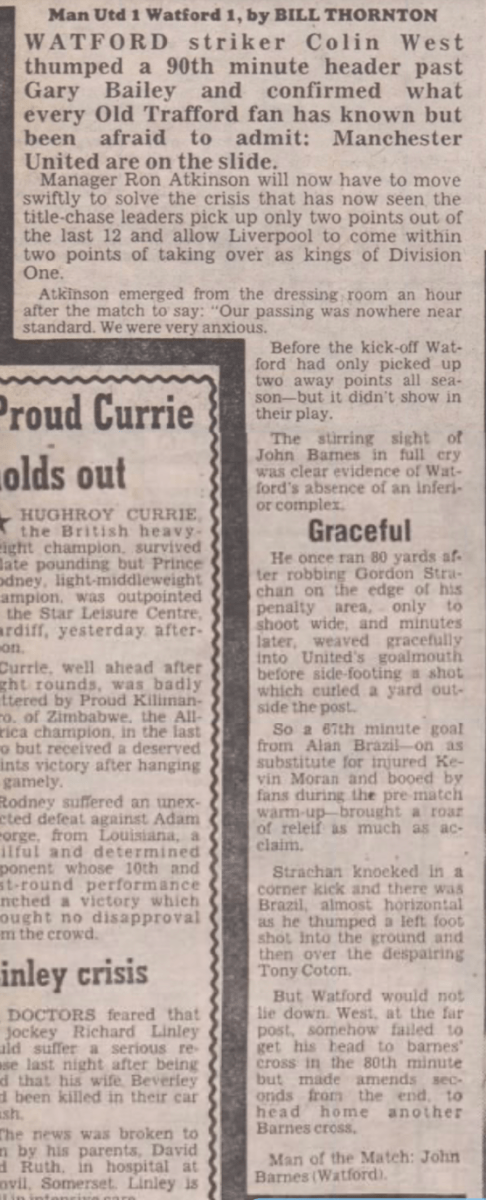 Man Utd 1 Watford 1, by BILL THORNTON
WATFORD striker Colin West
thumped a 90th minute header past
Gary Bailey and confirmed what
every Old Trafford fan has known but
been afraid to admit: Manchester
United are on the slide.
Manager Ron Atkinson will now have to move
swiftly to solve the crisis that has now seen the
title-chase leaders pick up only two points out of
the last 12 and allow Liverpool to come within
two points of taking over as kings of Division
One.
Atkinson emerged from the dressing room an hour
after the match to say: "Our passing was nowhere near
standard. We were very anxious.
Before the kick-off Wat-
ford had only picked up
two away points all sea-
son—but it didn't show in
their play.
The stirring sight of
John Barnes in full cry
was clear evidence of Wat-
ford's absence of an inferi-
or complex.
Graceful
He once ran 80 yards af-
ter robbing Gordon Stra-
chan on the edge of his
penalty area, only to
shoot wide, and minutes
later, weaved gracefully
into United's goalmouth
before side-footing a shot
which curled a yard out-
side the post.
So a 67th minute goal
from Alan Brazil—on as
substitute for injured Ke-
vin Moran and booed by
fans during the pre-match
warm-up—brought a roar
of releif as much as ac-
claim.
Strachan knocked in a
corner kick and there was
Brazil, almost horizontal
as he thumped a left foot
shot into the ground and
then over the despairing
Tony Coton.
But Watford would not
lie down. West, at the far
post, somehow failed to
get his head to barnes'
cross in the 80th minute
but made amends sec-
onds from the end, to
head home another
Barnes cross.
Man of the Match: John
Barnes (Watford).
Proud Currie
olds out
★ HUGHROY CURRIE,
the British heavy-
eight champion, survived
late pounding but Prince
odney, light-middleweight
ampion, was outpointed
the Star Leisure Centre,
ardiff, yesterday after-
oon.
Currie, well ahead after
ght rounds, was badly
ttered by Proud Kiliman-
ro, of Zimbabwe, the All-
rica champion, in the last
o but received a deserved
ints victory after hanging
gamely.
Rodney suffered an unex-
cted defeat against Adam
eorge, from Louisiana, a
ilful and determined
ponent whose 10th and
st-round performance
nched a victory which
ought no disapproval
m the crowd.
inley crisis
DOCTORS feared that
jockey Richard Linley
uld suffer a serious re-
ose last night after being
d that his wife Beverley
d been killed in their car
ash.
The news was broken to
n by his parents, David
d Ruth, in hospital at
ovil, Somerset. Linley is
ll in intensive care.